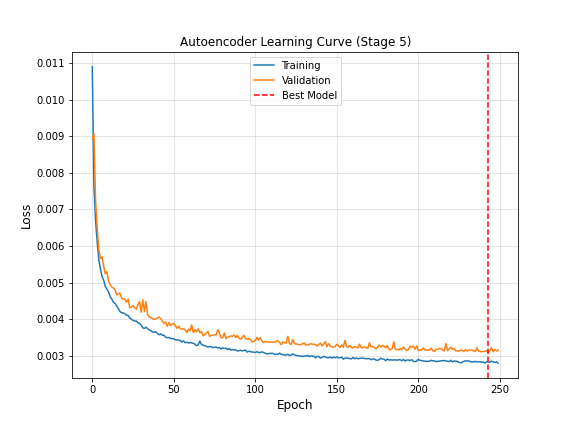 Autoencoder Learning Curve (Stage 5)
Training
Validation
Best Model
0.011
0.010
0.009
0.008
0.007
0.006
0.005
0.004
0.003
Loss
0
50
100
150
200
250
Epoch